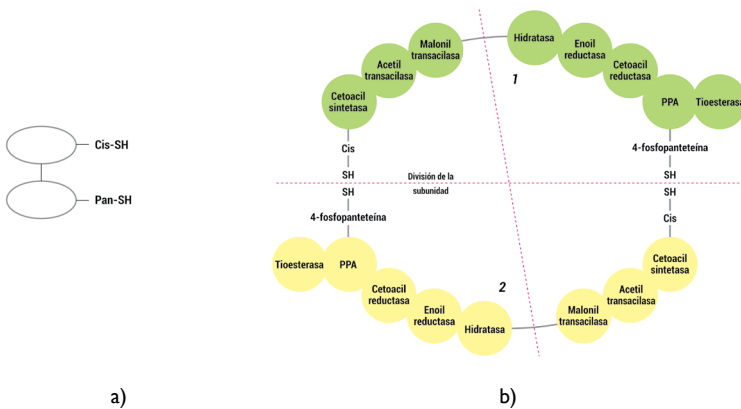 Cis-SH
Pan-SH
a)
Cetoacil
sintetasa
Acetil
transacilasa
Malonil
transacilasa
1
Hidratasa
Enoil
reductasa
Cetoacil
reductasa
PPA
Tioesterasa
Cis
SH
División de la
subunidad
4-fosfopanteteína
SH
SH
4-fosfopanteteína
SH
Cis
Tioesterasa
PPA
Cetoacil
reductasa
Enoil
reductasa
Hidratasa
2
Malonil
transacilasa
Acetil
transacilasa
Cetoacil
sintetasa
b)